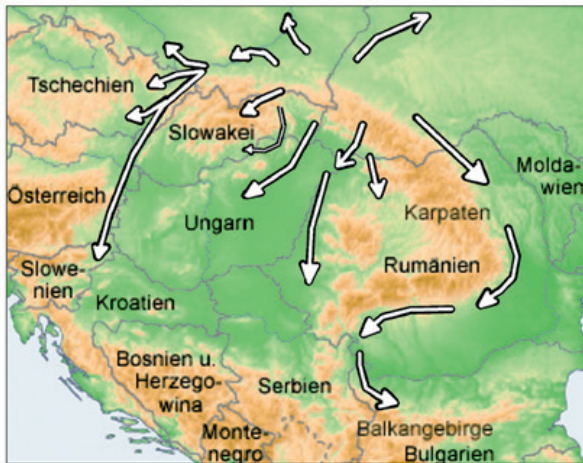 Tschechien
Slowakei
Molda-
wien
Österreich
Ungarn
Karpaten
Slowe-
nien
Rumänien
Kroatien
Bosnien u.
Herzego-
wina
Serbien
Monte-
negro
Balkangebirge
Bulgarien